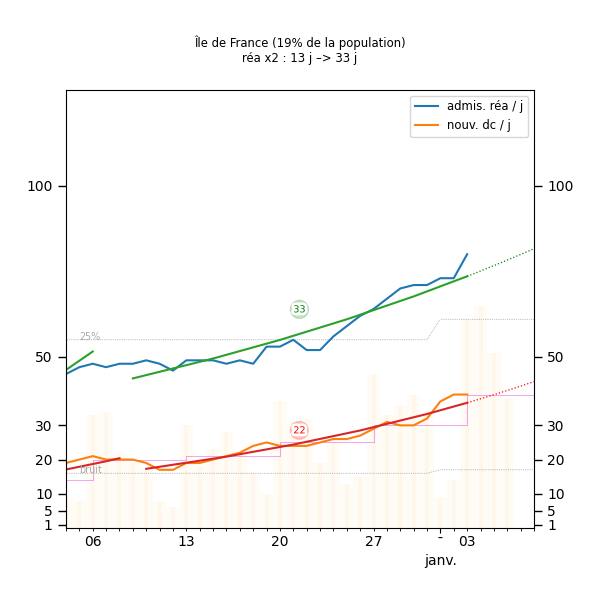 Île de France (19% de la population)
réa x2 : 13 j –> 33 j
admis. réa / j
nouv. dc / j
100 100
33
25%
50 50
22
30 30
20 20
bruit
10 10
5 5
1 1
06 13 20 27 - 03
janv.